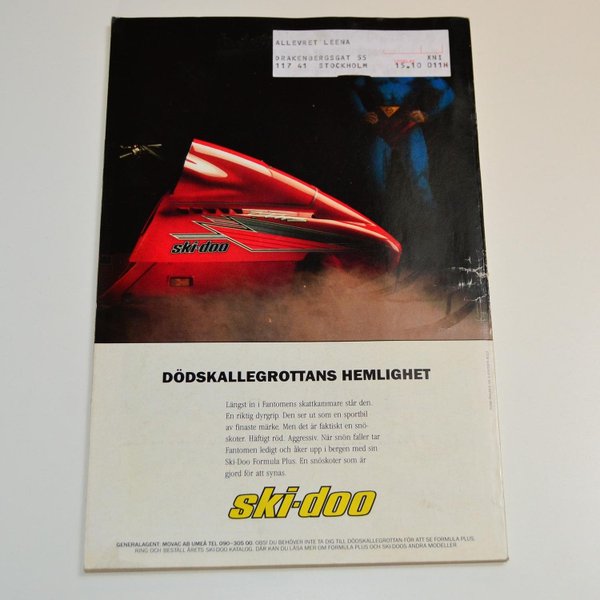 ALLEVRET LEENA
DRAKENBERGSGAT 55 KNI
117 41 STOCKHOLM 15.10 011H
ski-doo
DÖDSKALLEGROTTANS HEMLIGHET
Längst in i Fantomens skattkammare står den.
En riktig dyrgrip. Den ser ut som en sportbil
av finaste märke. Men det är faktiskt en snö-
skoter. Häftigt röd. Aggressiv. När snön faller tar
Fantomen ledigt och åker upp i bergen med sin
Ski-Doo Formula Plus. En snöskoter som är
gjord för att synas.
ski-doo
GENERALAGENT: MOVAC AB UMEÅ TEL 090-305 00. OBS! DU BEHÖVER INTE TA DIG TILL DÖDSKALLEGROTTAN FÖR ATT SE FORMULA PLUS.
RING OCH BESTÄLL ÅRETS SKI-DOO KATALOG. DÄR KAN DU LÄSA MER OM FORMULA PLUS OCH SKI-DOOS ANDRA MODELLER.